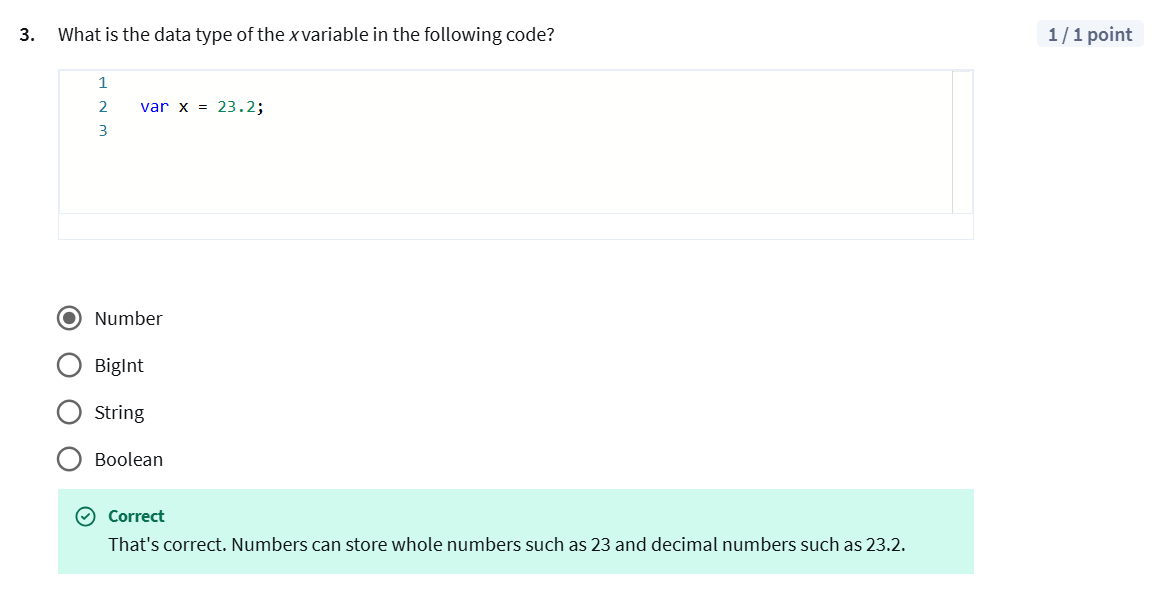 3. What is the data type of the x variable in the following code?
1 / 1 point
1
2 var x = 23.2;
3
Number
BigInt
String
Boolean
Correct
That's correct. Numbers can store whole numbers such as 23 and decimal numbers such as 23.2.